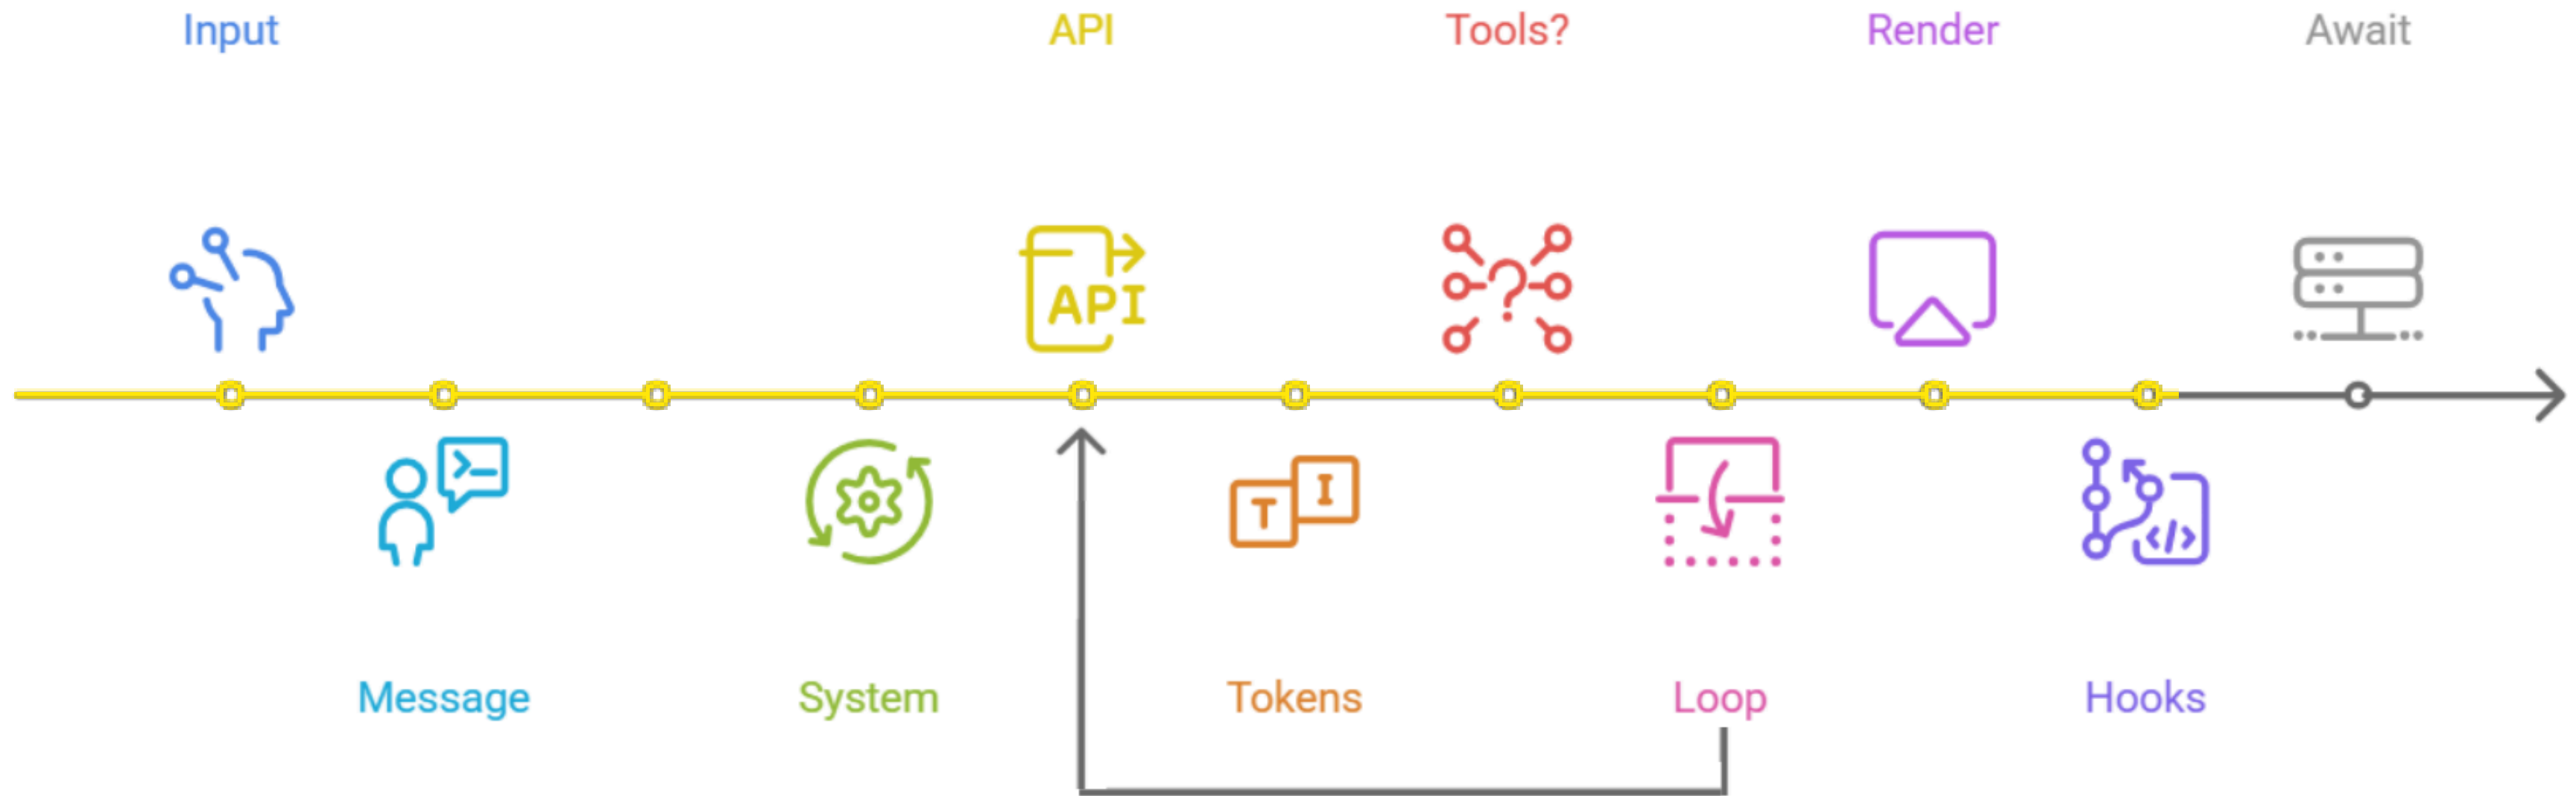 Input
API
Tools?
Render
Await
API
T
I
Message
System
Tokens
Loop
Hooks